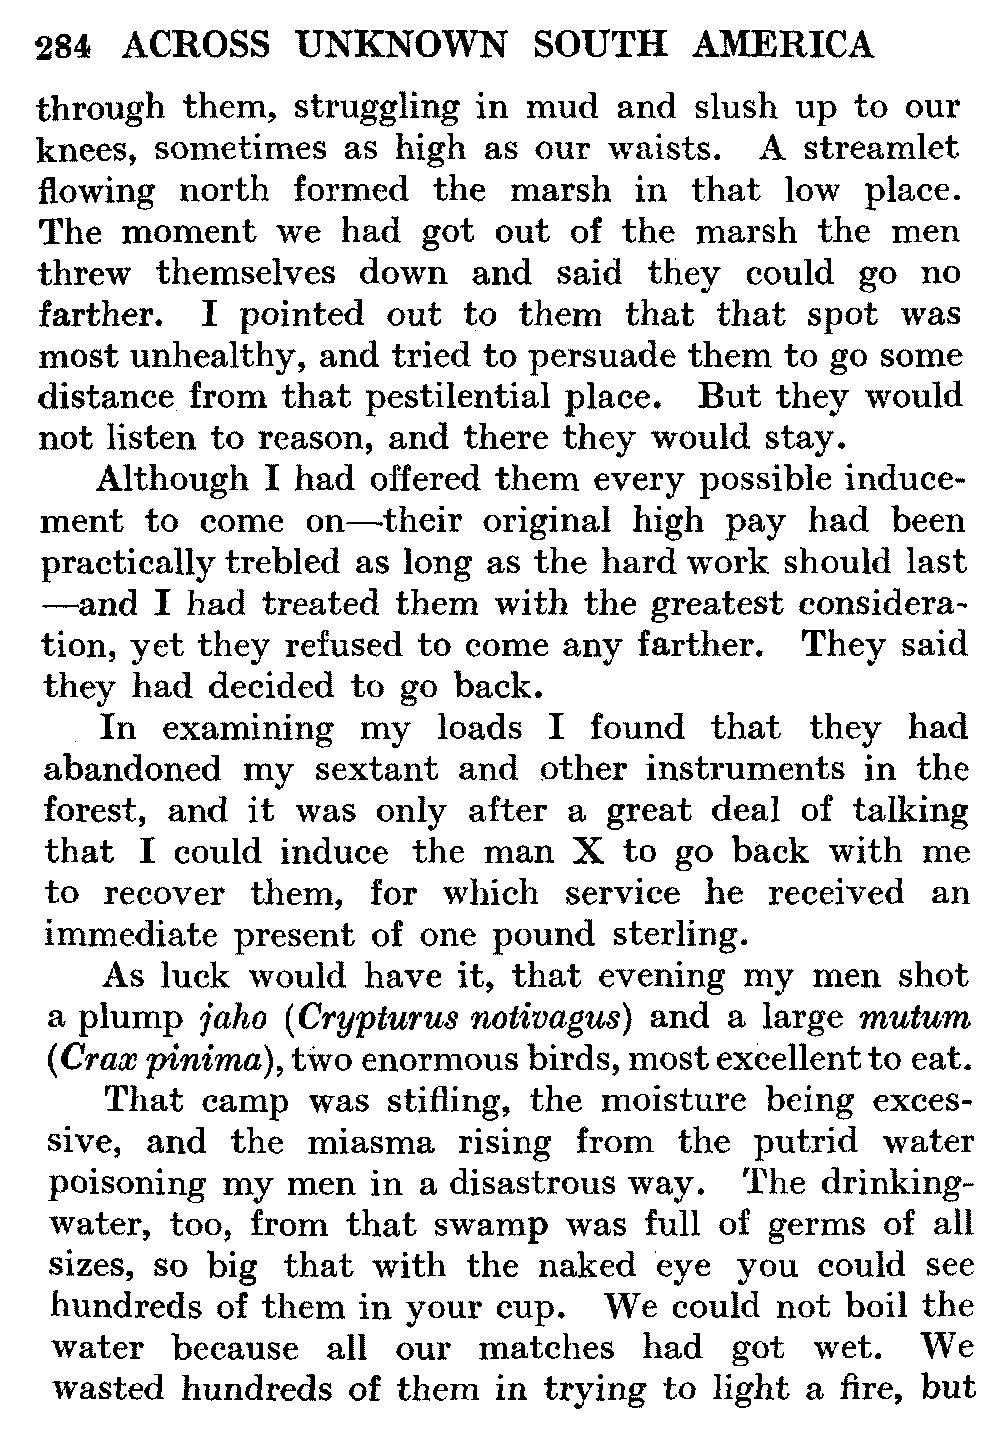 284 ACROSS UNKNOWN SOUTH AMERICA
through them, struggling in mud and slush up to our
knees, sometimes as high as our waists. A streamlet
flowing north formed the marsh in that low place.
The moment we had got out of the marsh the men
threw themselves down and said they could go no
farther. I pointed out to them that that spot was
most unhealthy, and tried to persuade them to go some
distance from that pestilential place. But they would
not listen to reason, and there they would stay.
Although I had offered them every possible induce-
ment to come on—their original high pay had been
practically trebled as long as the hard work should last
—and I had treated them with the greatest considera-
tion, yet they refused to come any farther. They said
they had decided to go back.
In examining my loads I found that they had
abandoned my sextant and other instruments in the
forest, and it was only after a great deal of talking
that I could induce the man X to go back with me
to recover them, for which service he received an
immediate present of one pound sterling.
As luck would have it, that evening my men shot
a plump jaho (Crypturus notivagus) and a large mutum
(Crax pinima), two enormous birds, most excellent to eat.
That camp was stifling, the moisture being exces-
sive, and the miasma rising from the putrid water
poisoning my men in a disastrous way. The drinking-
water, too, from that swamp was full of germs of all
sizes, so big that with the naked eye you could see
hundreds of them in your cup. We could not boil the
water because all our matches had got wet. We
wasted hundreds of them in trying to light a fire, but